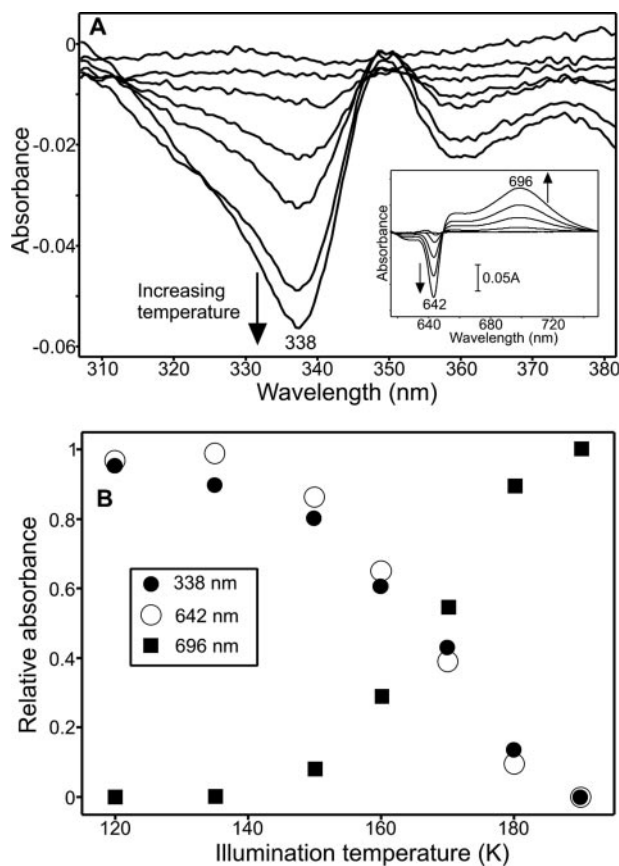 A
0
-0.02
-0.04
-0.06
Absorbance
Increasing
temperature
338
310 320 330 340 350 360 370 380
Wavelength (nm)
696
Absorbance
0.05A
642
640 680 720
Wavelength (nm)
B
1
0.8
0.6
0.4
0.2
0
Relative absorbance
338 nm
642 nm
696 nm
120 140 160 180
Illumination temperature (K)